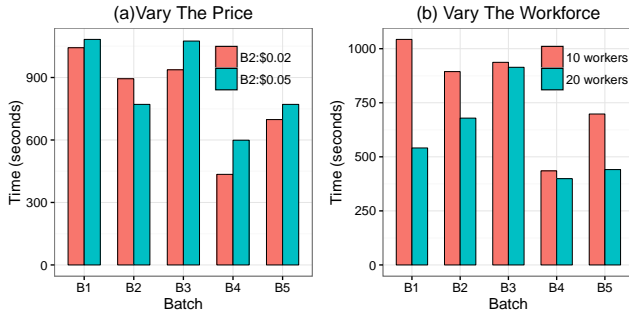 (a)Vary The Price
Time (seconds)
900
600
300
0
B2:$0.02
B2:$0.05
B1 B2 B3 B4 B5
Batch
(b) Vary The Workforce
Time (seconds)
1000
750
500
250
0
10 workers
20 workers
B1 B2 B3 B4 B5
Batch